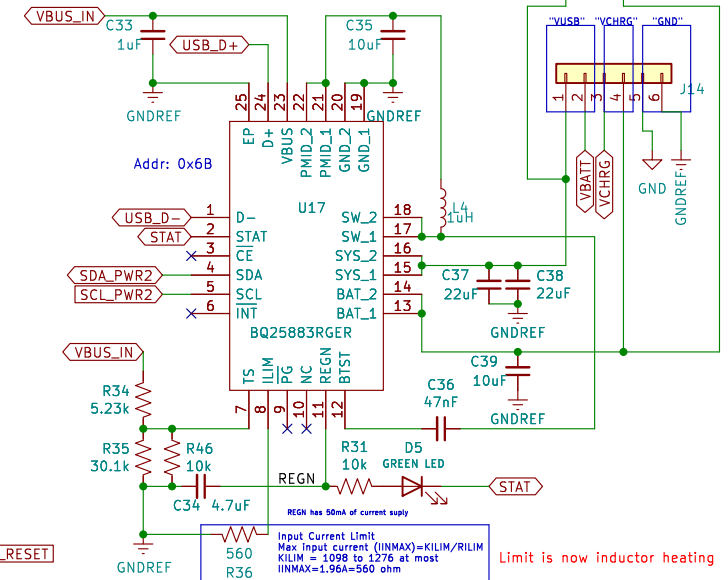 VBUS_IN
C33
1uF
USB_D+
C35
10uF
"VUSB"
"VCHRG"
"GND"
J14
1
2
3
4
5
6
GNDREF
GNDREF
25
24
23
22
21
20
19
EP
D+
VBUS
PMID_2
PMID_1
GND_2
GND_1
Addr: 0x6B
U17
VBATT
VCHRG
GND
GNDREF
L4
1uH
USB_D-
1
D-
SW_2
18
STAT
2
STAT
SW_1
17
3
CE
SYS_2
16
SDA_PWR2
4
SDA
SYS_1
15
SCL_PWR2
5
SCL
BAT_2
14
6
INT
BAT_1
13
C37
22uF
C38
22uF
GNDREF
BQ25883RGER
VBUS_IN
TS
ILIM
PG
NC
REGN
BTST
7
8
9
10
11
12
C39
10uF
GNDREF
C36
47nF
R34
5.23k
R35
30.1k
R46
10k
R31
10k
D5
GREEN LED
REGN
STAT
C34
4.7uF
REGN has 50mA of current suply
GNDREF
_RESET
560
R36
Input Current Limit
Max input current (IINMAX)=KILIM/RILIM
KILIM = 1098 to 1276 at most
IINMAX=1.96A=560 ohm
Limit is now inductor heating